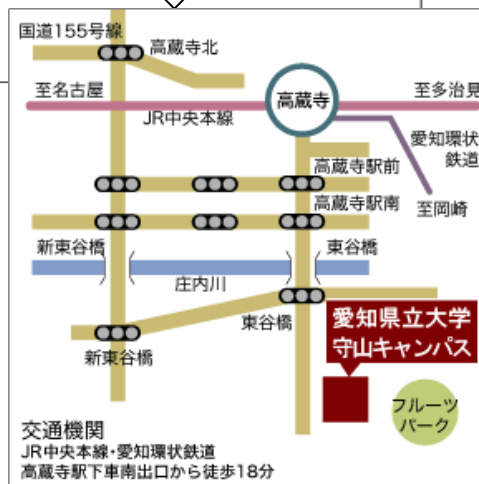 国道155号線
高蔵寺北
至名古屋
高蔵寺
至多治見
JR中央本線
愛知環状
鉄道
高蔵寺駅前
高蔵寺駅南
至岡崎
新東谷橋
東谷橋
庄内川
東谷橋
新東谷橋
愛知県立大学
守山キャンパス
フルーツ
パーク
交通機関
JR中央本線・愛知環状鉄道
高蔵寺駅下車南出口から徒歩18分